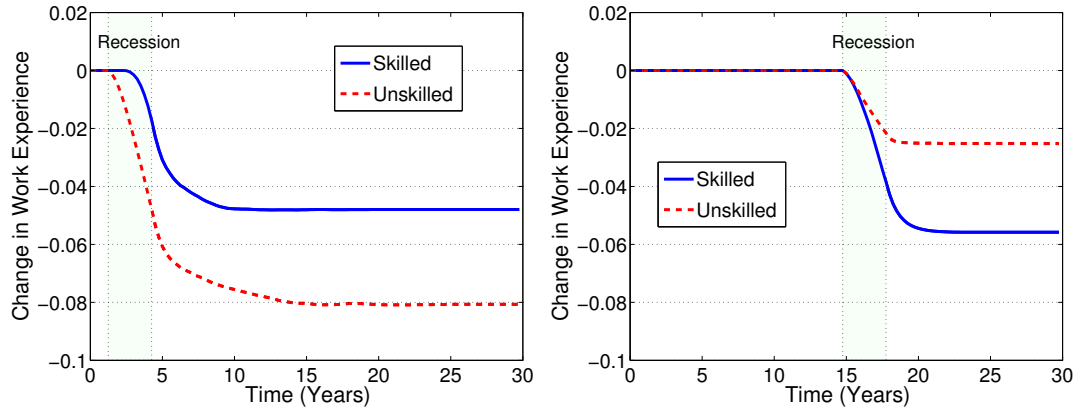 0.02
0
−0.02
−0.04
−0.06
−0.08
−0.1
Change in Work Experience
Recession
Skilled
Unskilled
0 5 10 15 20 25 30
Time (Years)
0.02
0
−0.02
−0.04
−0.06
−0.08
−0.1
Change in Work Experience
Recession
Skilled
Unskilled
0 5 10 15 20 25 30
Time (Years)